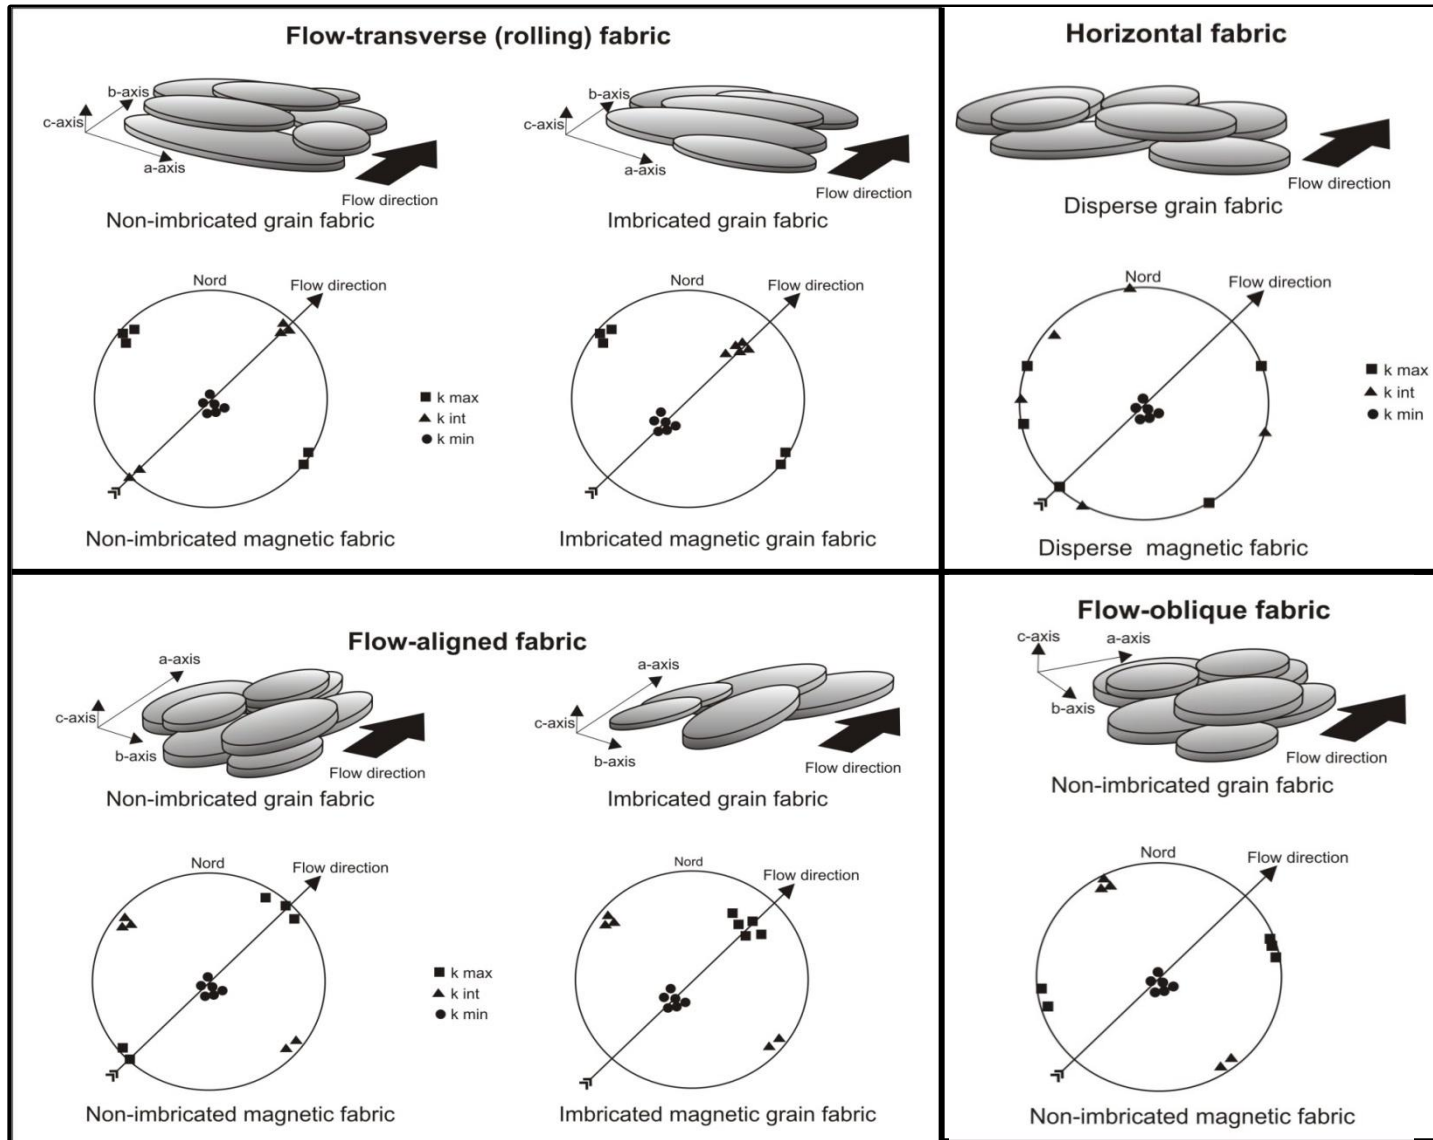 Flow-transverse (rolling) fabric
b-axis
c-axis
a-axis
Flow direction
Non-imbricated grain fabric
b-axis
c-axis
a-axis
Flow direction
Imbricated grain fabric
Nord
Flow direction
k max
k int
k min
Non-imbricated magnetic fabric
Nord
Flow direction
Imbricated magnetic grain fabric
Horizontal fabric
Flow direction
Disperse grain fabric
Nord
Flow direction
k max
k int
k min
Disperse magnetic fabric
Flow-aligned fabric
a-axis
c-axis
b-axis
Flow direction
Non-imbricated grain fabric
a-axis
c-axis
b-axis
Flow direction
Imbricated grain fabric
Nord
Flow direction
k max
k int
k min
Non-imbricated magnetic fabric
Nord
Flow direction
Imbricated magnetic grain fabric
Flow-oblique fabric
c-axis
a-axis
b-axis
Flow direction
Non-imbricated grain fabric
Nord
Flow direction
Non-imbricated magnetic fabric